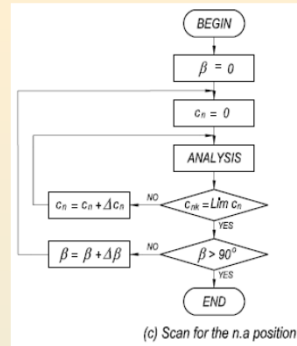 BEGIN
β = 0
cₙ = 0
ANALYSIS
cₙₖ = Lim cₙ
NO
cₙ = cₙ + Δcₙ
YES
β > 90°
NO
β = β + Δβ
YES
END
(c) Scan for the n.a position